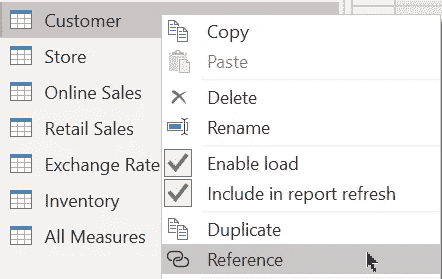 Customer
Store
Online Sales
Retail Sales
Exchange Rate
Inventory
All Measures
Copy
Paste
Delete
Rename
Enable load
Include in report refresh
Duplicate
Reference